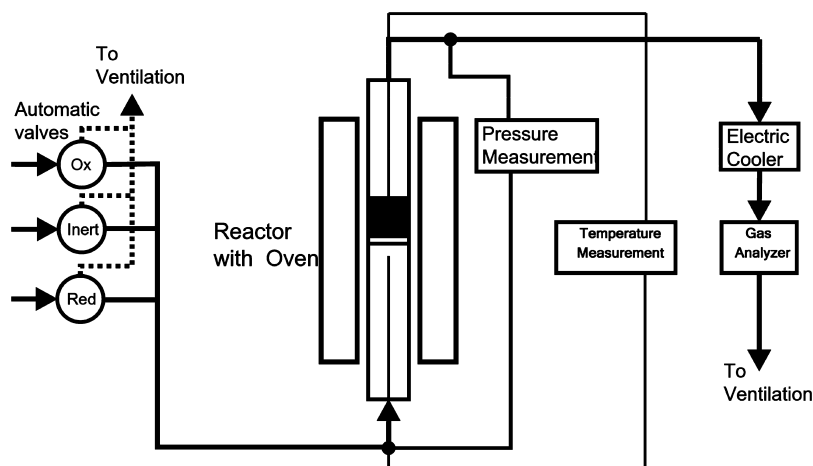 To
Ventilation
Automatic
valves
Ox
Inert
Red
Reactor
with Oven
Pressure
Measurement
Temperature
Measurement
Electric
Cooler
Gas
Analyzer
To
Ventilation